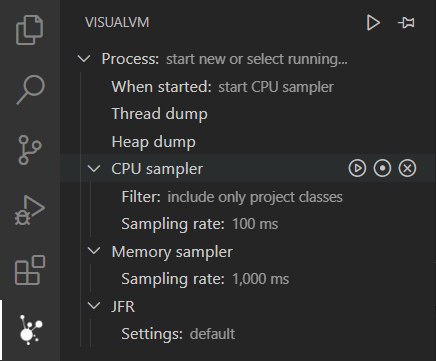 VISUALVM
Process: start new or select running...
When started: start CPU sampler
Thread dump
Heap dump
CPU sampler
Filter: include only project classes
Sampling rate: 100 ms
Memory sampler
Sampling rate: 1,000 ms
JFR
Settings: default